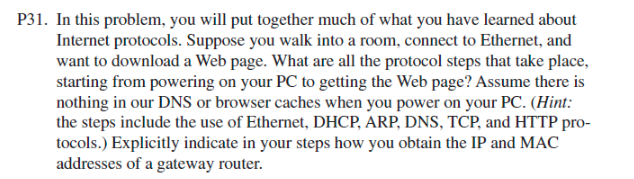 P31. In this problem, you will put together much of what you have learned about
Internet protocols. Suppose you walk into a room, connect to Ethernet, and
want to download a Web page. What are all the protocol steps that take place,
starting from powering on your PC to getting the Web page? Assume there is
nothing in our DNS or browser caches when you power on your PC. (Hint:
the steps include the use of Ethernet, DHCP, ARP, DNS, TCP, and HTTP pro-
tocols.) Explicitly indicate in your steps how you obtain the IP and MAC
addresses of a gateway router.